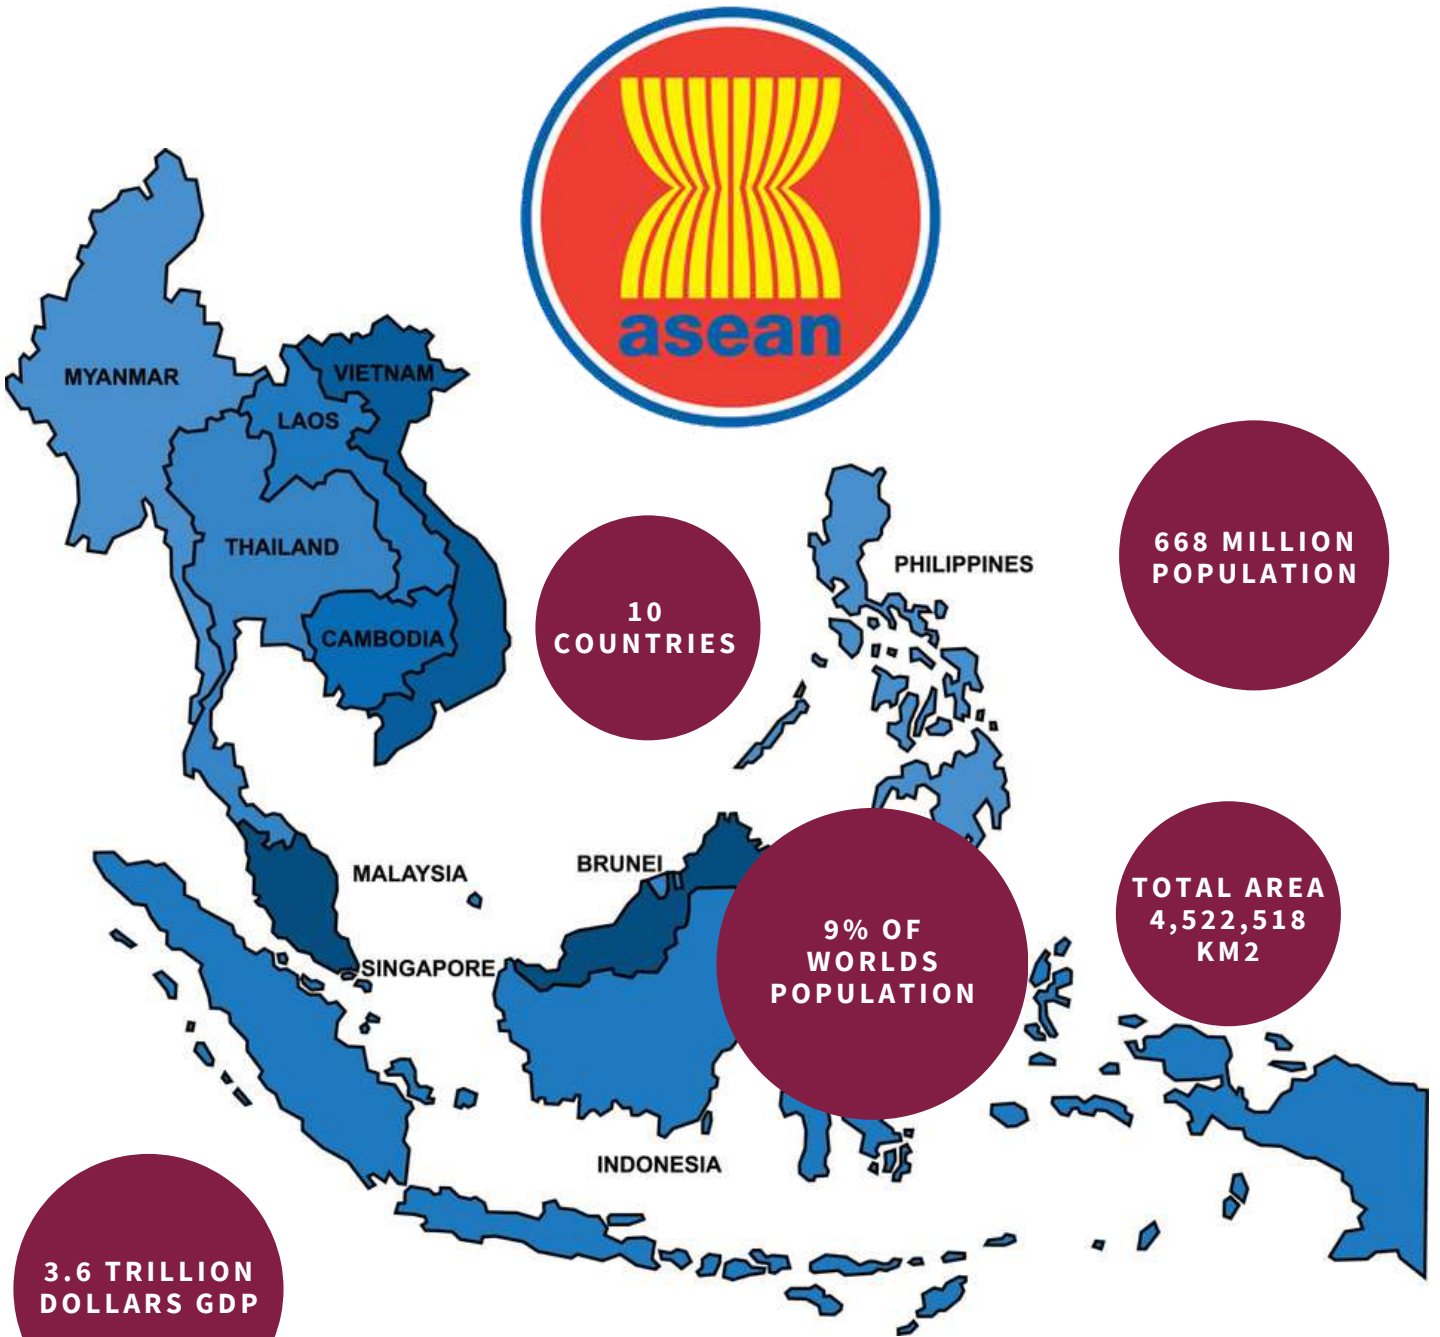 asean
MYANMAR
VIETNAM
LAOS
THAILAND
CAMBODIA
10
COUNTRIES
PHILIPPINES
668 MILLION
POPULATION
MALAYSIA
BRUNEI
SINGAPORE
9% OF
WORLDS
POPULATION
TOTAL AREA
4,522,518
KM2
INDONESIA
3.6 TRILLION
DOLLARS GDP